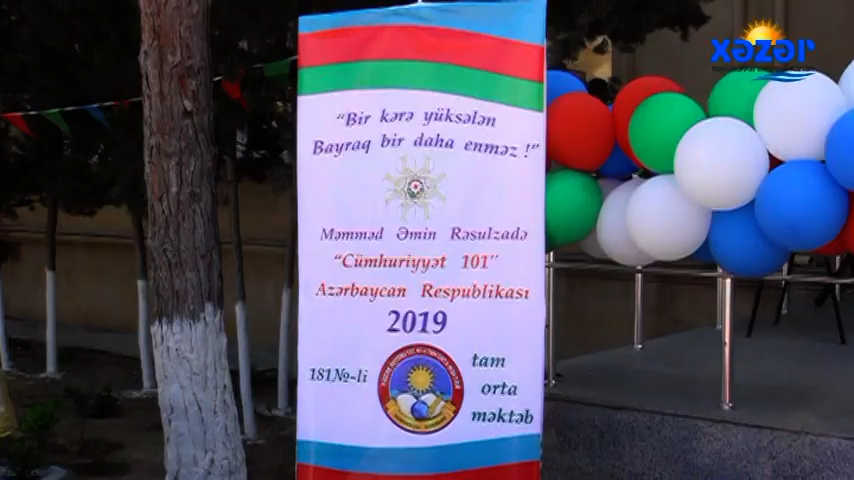 xəzər
"Bir kərə yüksələn
Bayraq bir daha enməz !"
Məmməd Əmin Rəsulzadə
"Cümhuriyyət 101"
Azərbaycan Respublikası
2019
181№-li
tam
orta
məktəb